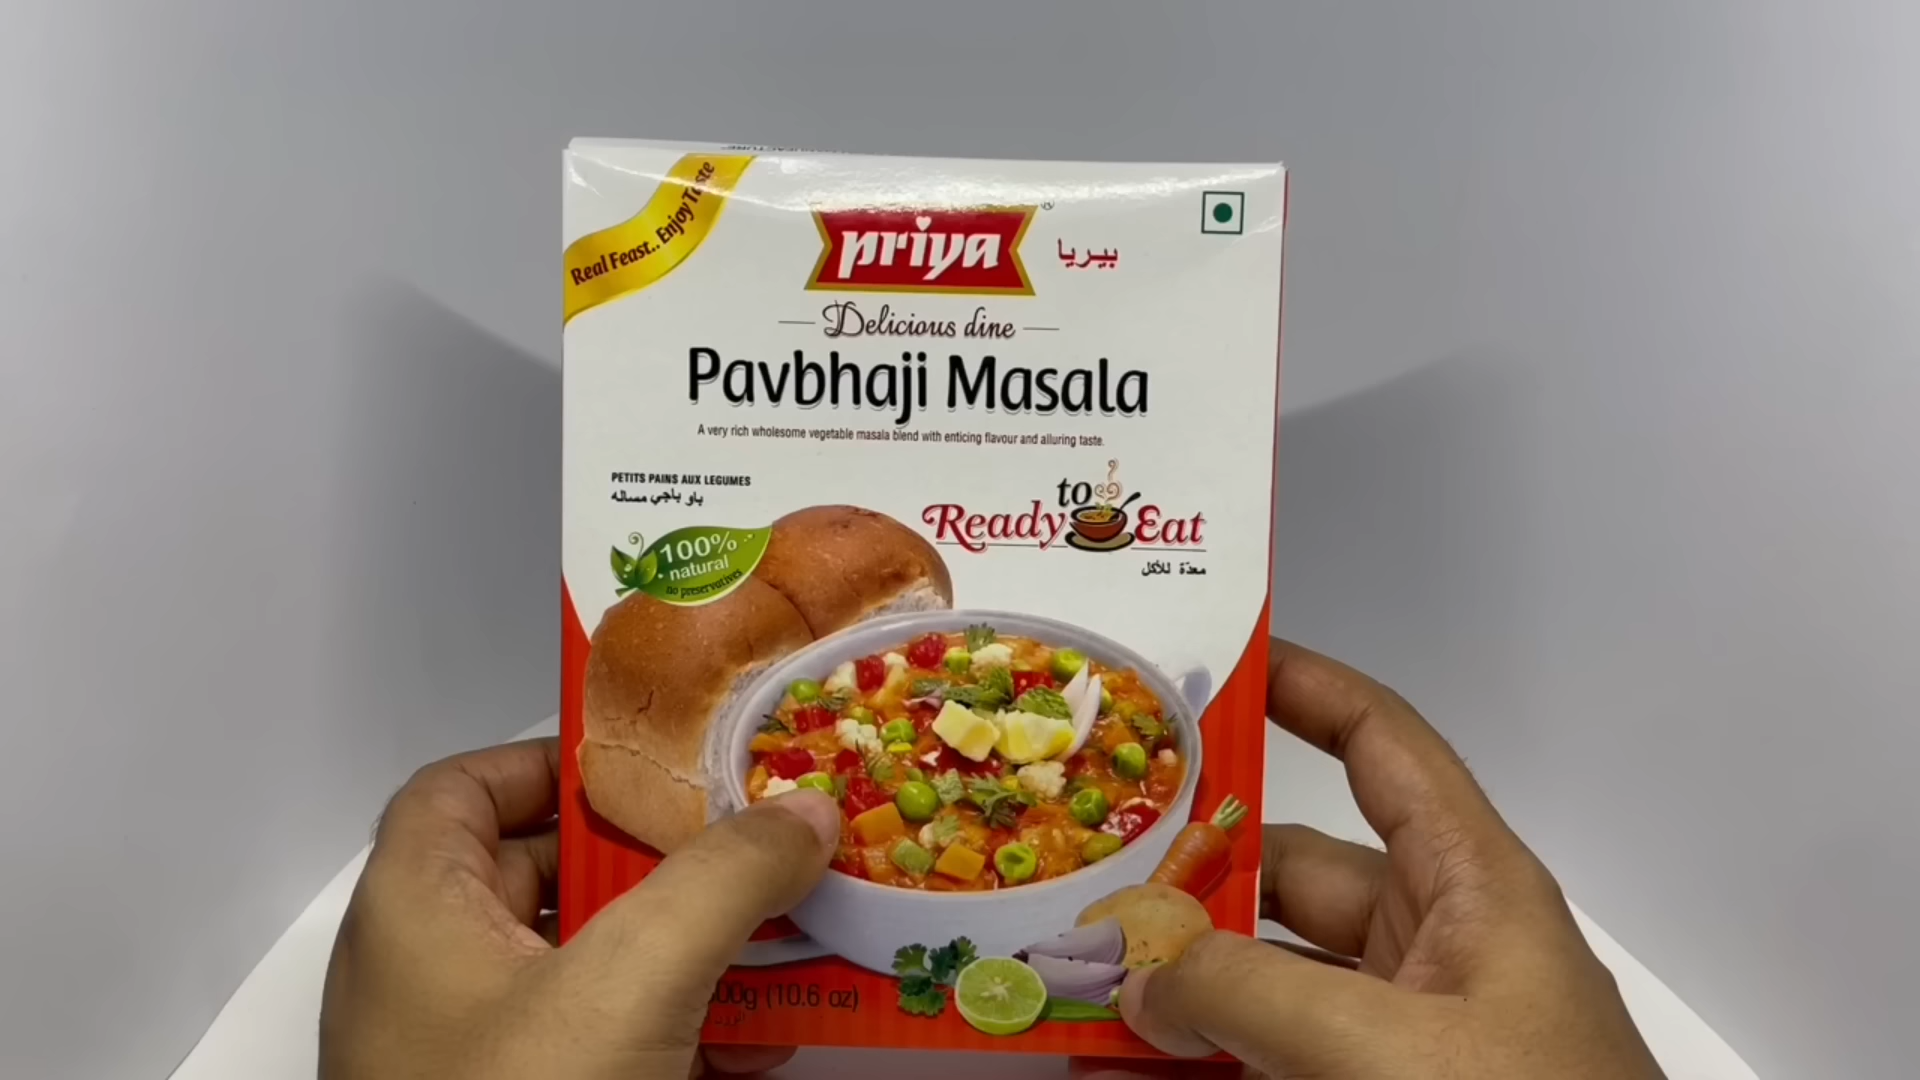 Real Feast.. Enjoy Taste
priya
®
بيريا
Delicious dine
Pavbhaji Masala
A very rich wholesome vegetable masala blend with enticing flavour and alluring taste.
PETITS PAINS AUX LEGUMES
باو باجي مساله
Ready to Eat
معدّة للأكل
100%
natural
no preservatives
(10.6 oz)